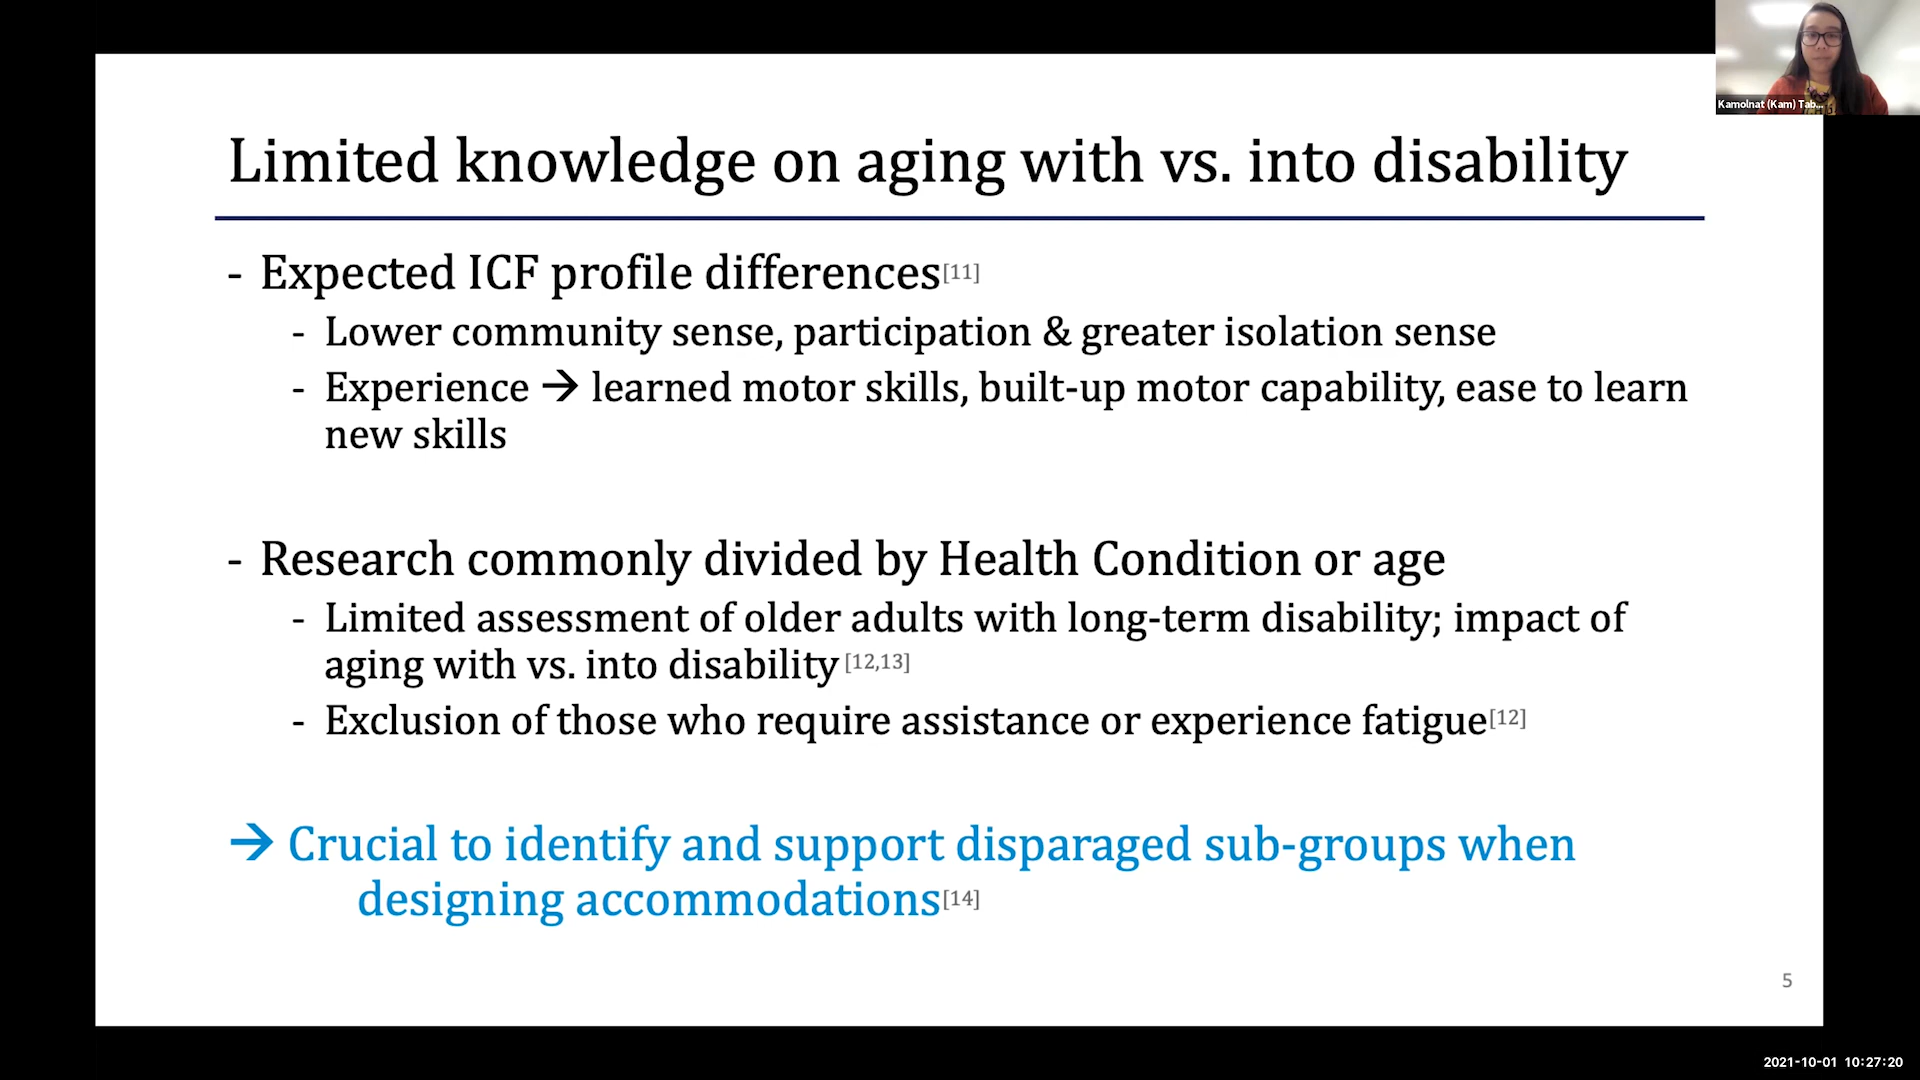 Kamolnat (Kam) Tab...
Limited knowledge on aging with vs. into disability
- Expected ICF profile differences[11]
- Lower community sense, participation & greater isolation sense
- Experience → learned motor skills, built-up motor capability, ease to learn
new skills
- Research commonly divided by Health Condition or age
- Limited assessment of older adults with long-term disability; impact of
aging with vs. into disability [12,13]
- Exclusion of those who require assistance or experience fatigue[12]
→ Crucial to identify and support disparaged sub-groups when
designing accommodations[14]
5
2021-10-01 10:27:20